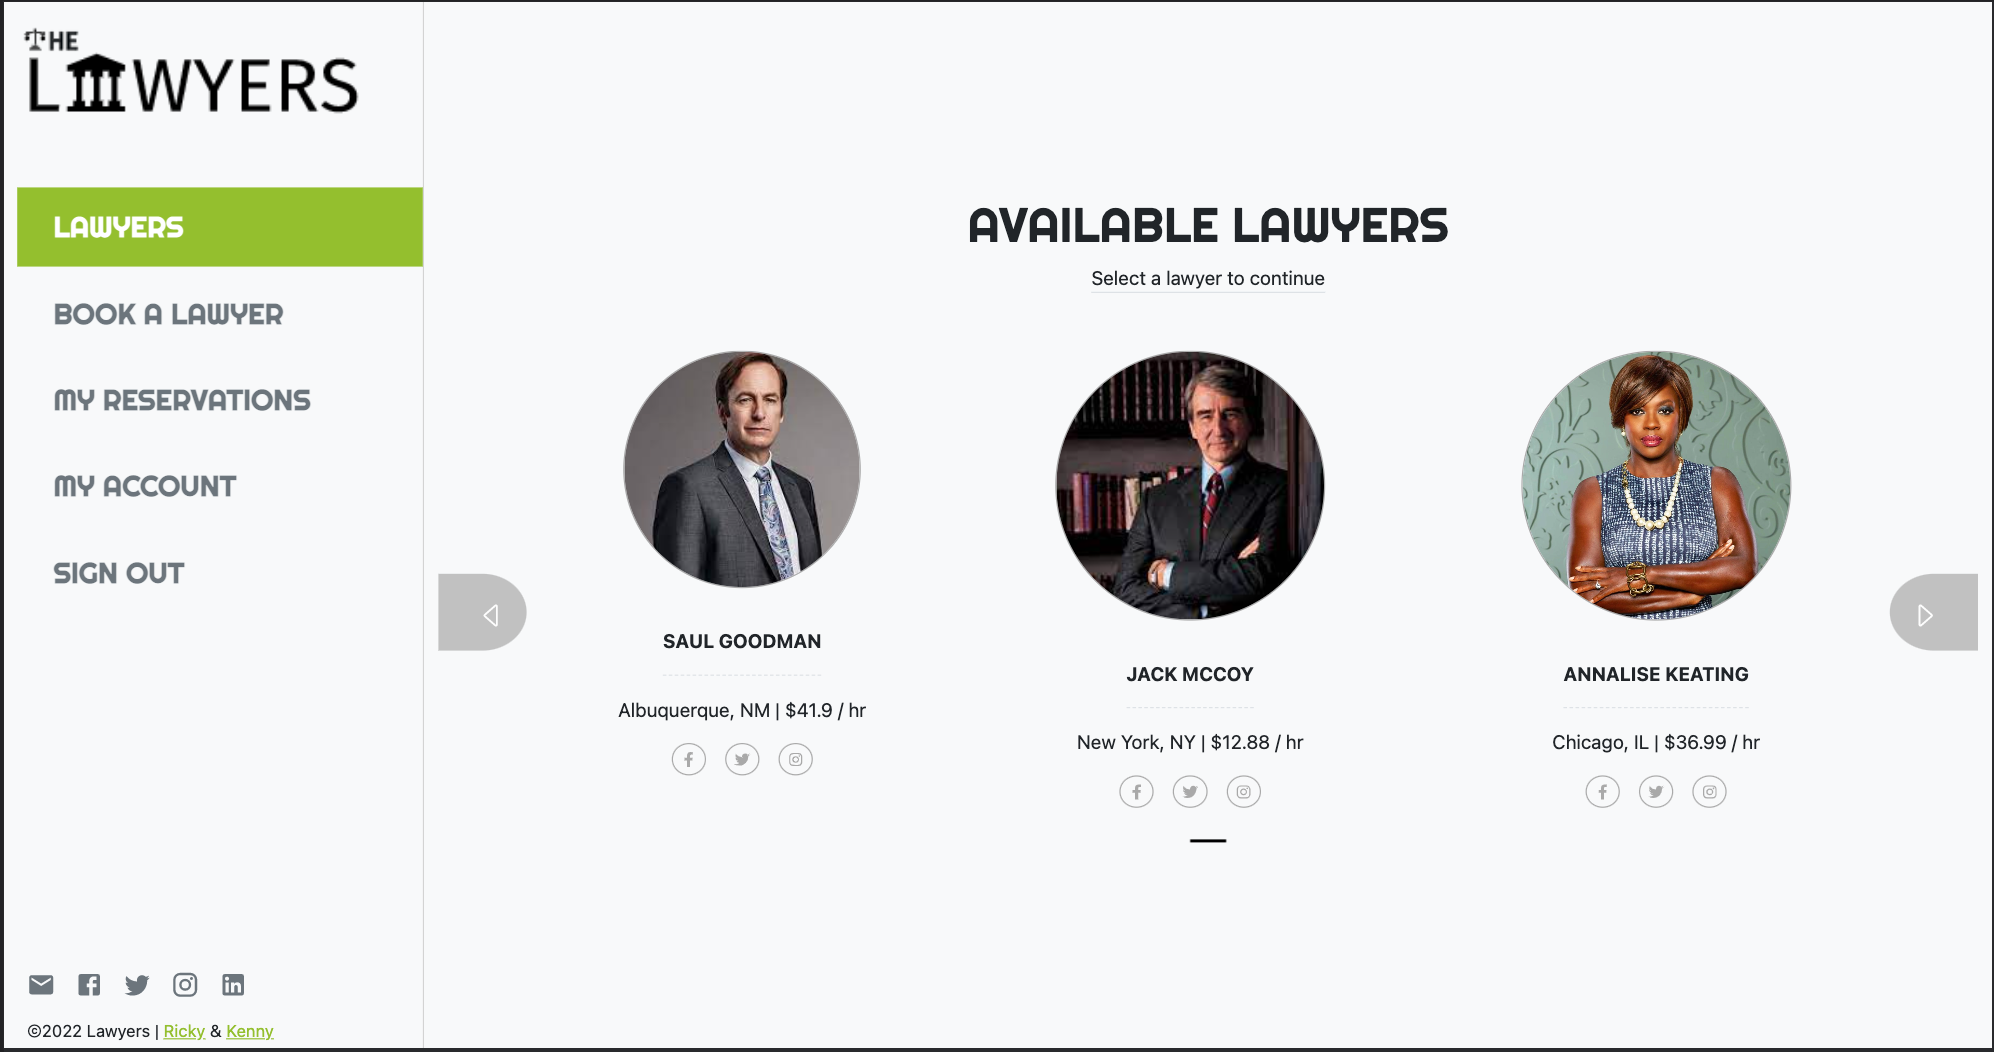 THE
LAWYERS
LAWYERS
BOOK A LAWYER
MY RESERVATIONS
MY ACCOUNT
SIGN OUT
©2022 Lawyers | Ricky & Kenny
AVAILABLE LAWYERS
Select a lawyer to continue
SAUL GOODMAN
Albuquerque, NM | $41.9 / hr
JACK MCCOY
New York, NY | $12.88 / hr
ANNALISE KEATING
Chicago, IL | $36.99 / hr